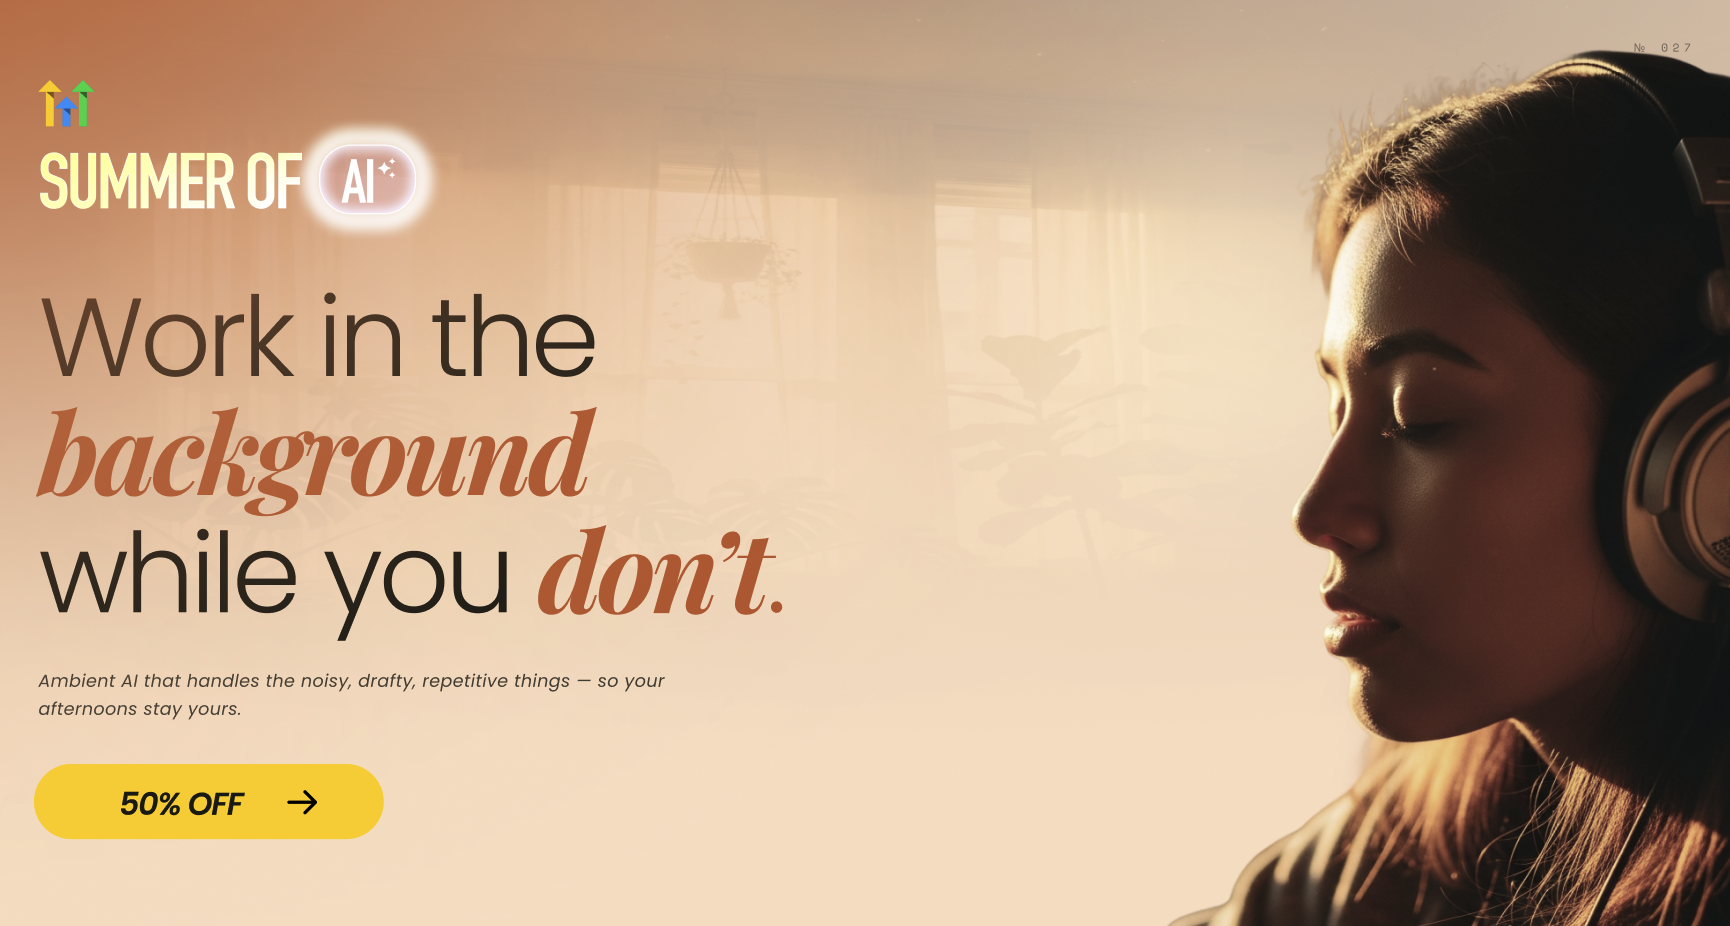 № 027
SUMMER OF AI
Work in the
background
while you don't.
Ambient AI that handles the noisy, drafty, repetitive things — so your
afternoons stay yours.
50% OFF →